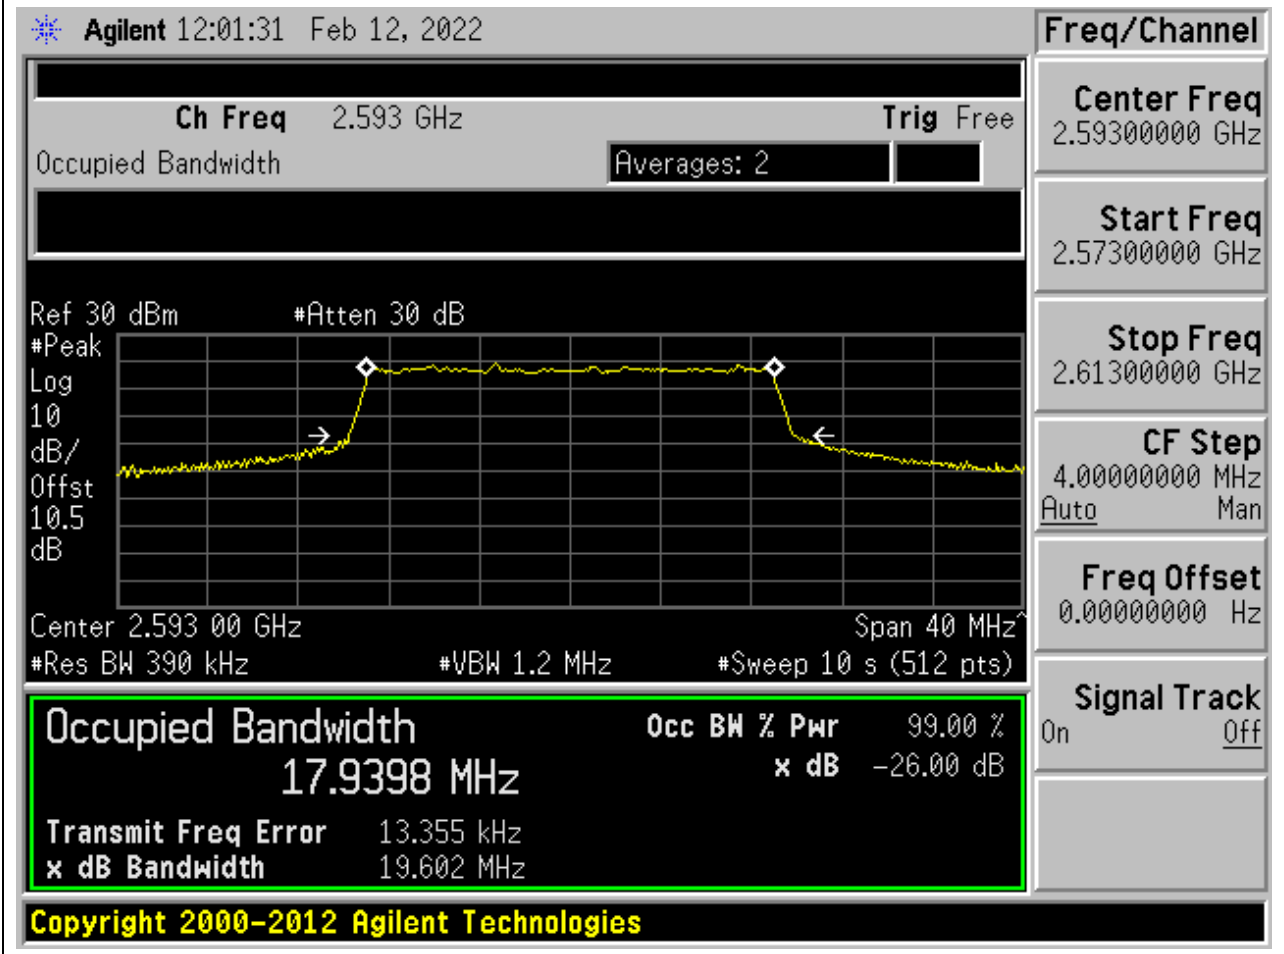 Agilent 12:01:31 Feb 12, 2022
Freq/Channel
Ch Freq 2.593 GHz Trig Free
Occupied Bandwidth Averages: 2
Ref 30 dBm #Atten 30 dB
#Peak
Log
10
dB/
Offst
10.5
dB
Center 2.593 00 GHz Span 40 MHz^
#Res BW 390 kHz #VBW 1.2 MHz #Sweep 10 s (512 pts)
Occupied Bandwidth Occ BW % Pwr 99.00 %
17.9398 MHz x dB -26.00 dB
Transmit Freq Error 13.355 kHz
x dB Bandwidth 19.602 MHz
Center Freq
2.59300000 GHz
Start Freq
2.57300000 GHz
Stop Freq
2.61300000 GHz
CF Step
4.00000000 MHz
Auto Man
Freq Offset
0.00000000 Hz
Signal Track
On Off
Copyright 2000-2012 Agilent Technologies